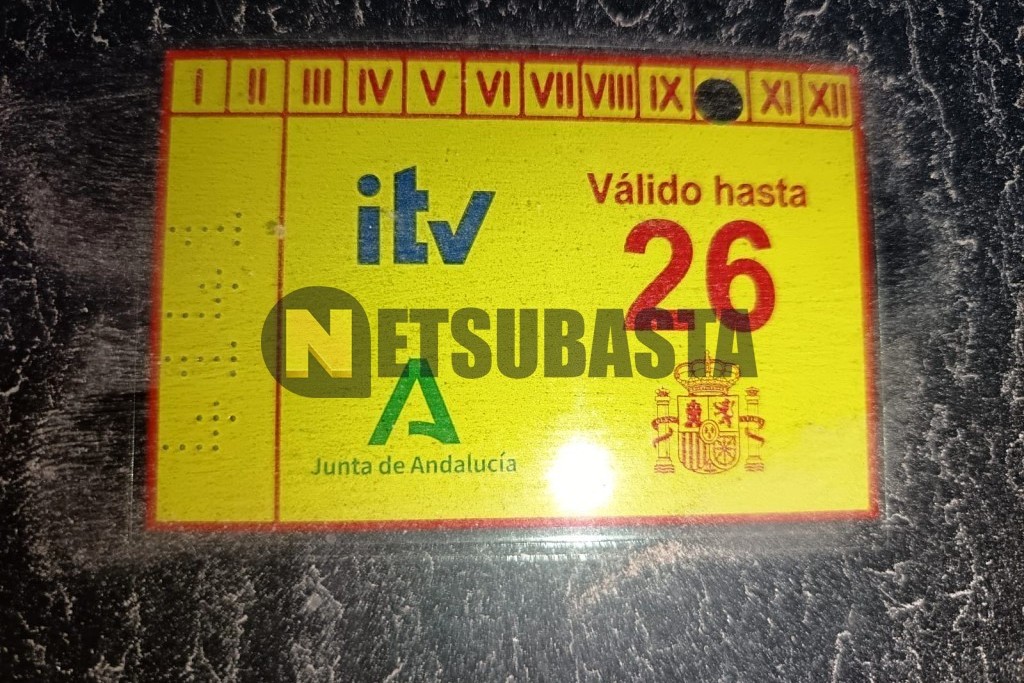 I II III IV V VI VII VIII IX XI XII
itv
Válido hasta
26
NETSUBASTA
Junta de Andalucía